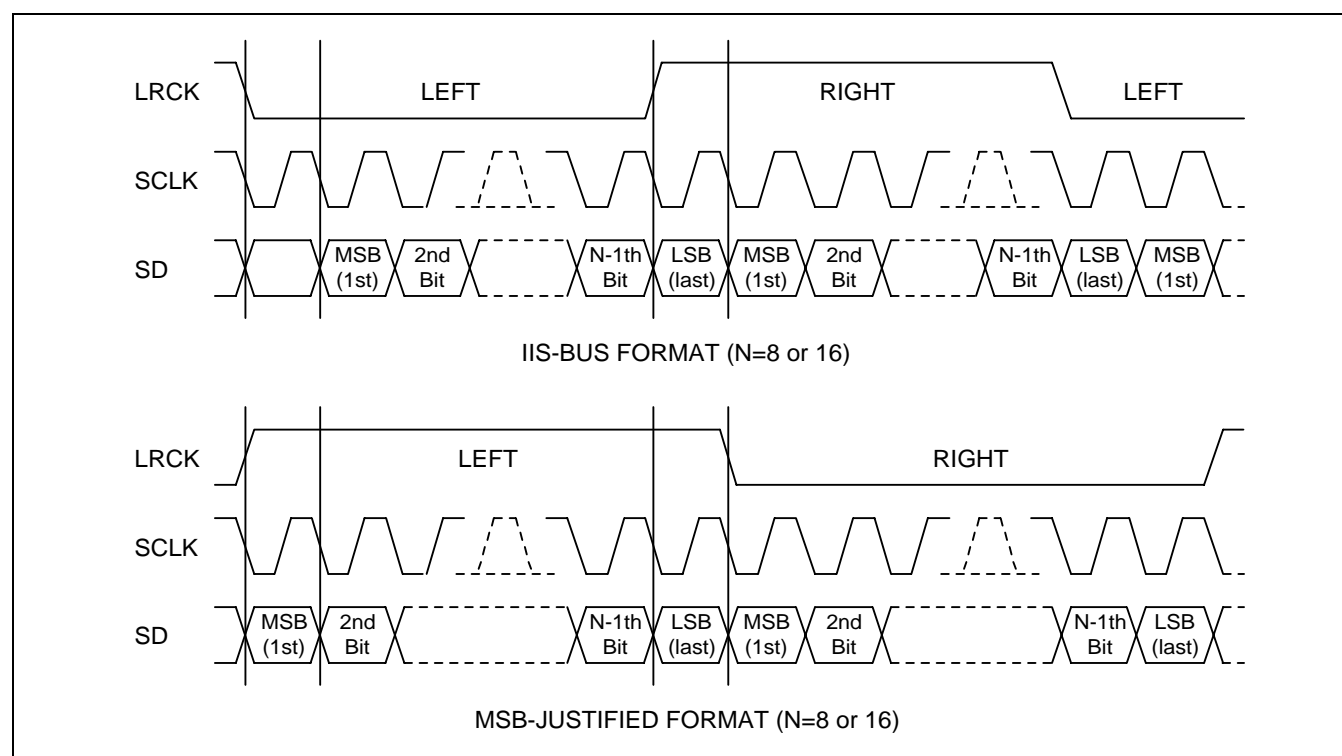 LRCK LEFT RIGHT LEFT
SCLK
SD MSB (1st) 2nd Bit N-1th Bit LSB (last) MSB (1st) 2nd Bit N-1th Bit LSB (last) MSB (1st)
IIS-BUS FORMAT (N=8 or 16)
LRCK LEFT RIGHT
SCLK
SD MSB (1st) 2nd Bit N-1th Bit LSB (last) MSB (1st) 2nd Bit N-1th Bit LSB (last)
MSB-JUSTIFIED FORMAT (N=8 or 16)